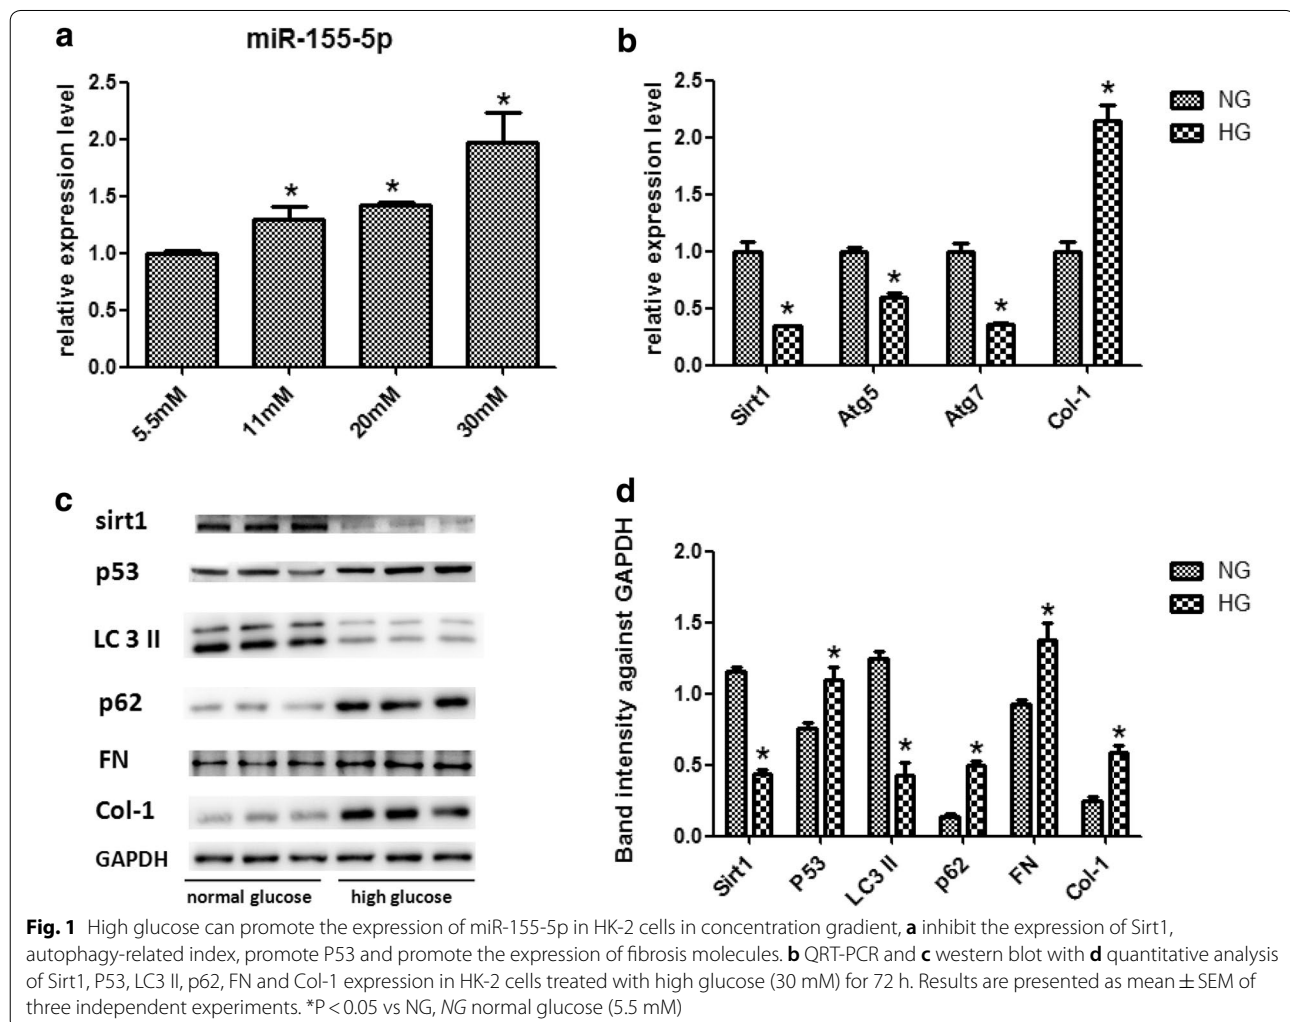 a
miR-155-5p
relative expression level
2.5
2.0
1.5
1.0
0.5
0.0
*
*
*
5.5mM
11mM
20mM
30mM
b
relative expression level
2.5
2.0
1.5
1.0
0.5
0.0
*
*
*
*
NG
HG
Sirt1
Atg5
Atg7
Col-1
c
sirt1
p53
LC 3 II
p62
FN
Col-1
GAPDH
normal glucose
high glucose
d
Band intensity against GAPDH
2.0
1.5
1.0
0.5
0.0
*
*
*
*
*
*
NG
HG
Sirt1
P53
LC3 II
p62
FN
Col-1
Fig. 1 High glucose can promote the expression of miR-155-5p in HK-2 cells in concentration gradient, a inhibit the expression of Sirt1,
autophagy-related index, promote P53 and promote the expression of fibrosis molecules. b QRT-PCR and c western blot with d quantitative analysis
of Sirt1, P53, LC3 II, p62, FN and Col-1 expression in HK-2 cells treated with high glucose (30 mM) for 72 h. Results are presented as mean ± SEM of
three independent experiments. *P < 0.05 vs NG, NG normal glucose (5.5 mM)